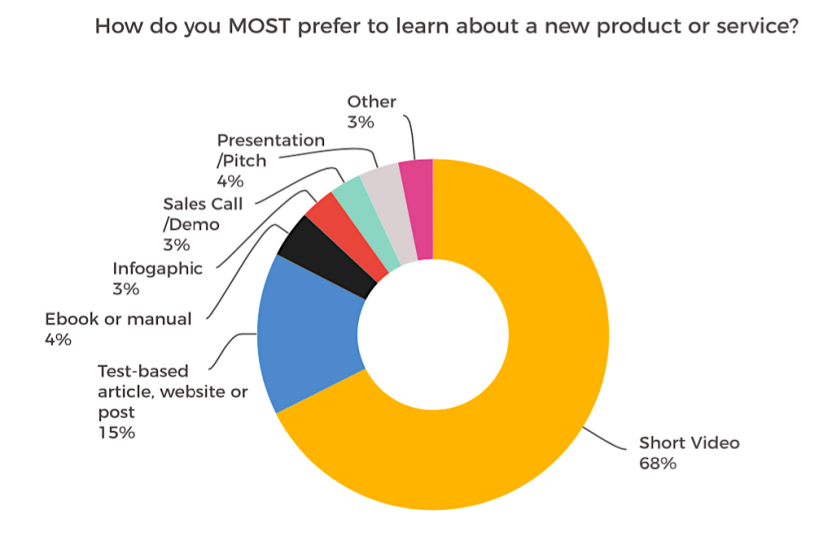 How do you MOST prefer to learn about a new product or service?
Other
3%
Presentation
/Pitch
4%
Sales Call
/Demo
3%
Infogaphic
3%
Ebook or manual
4%
Test-based
article, website or
post
15%
Short Video
68%